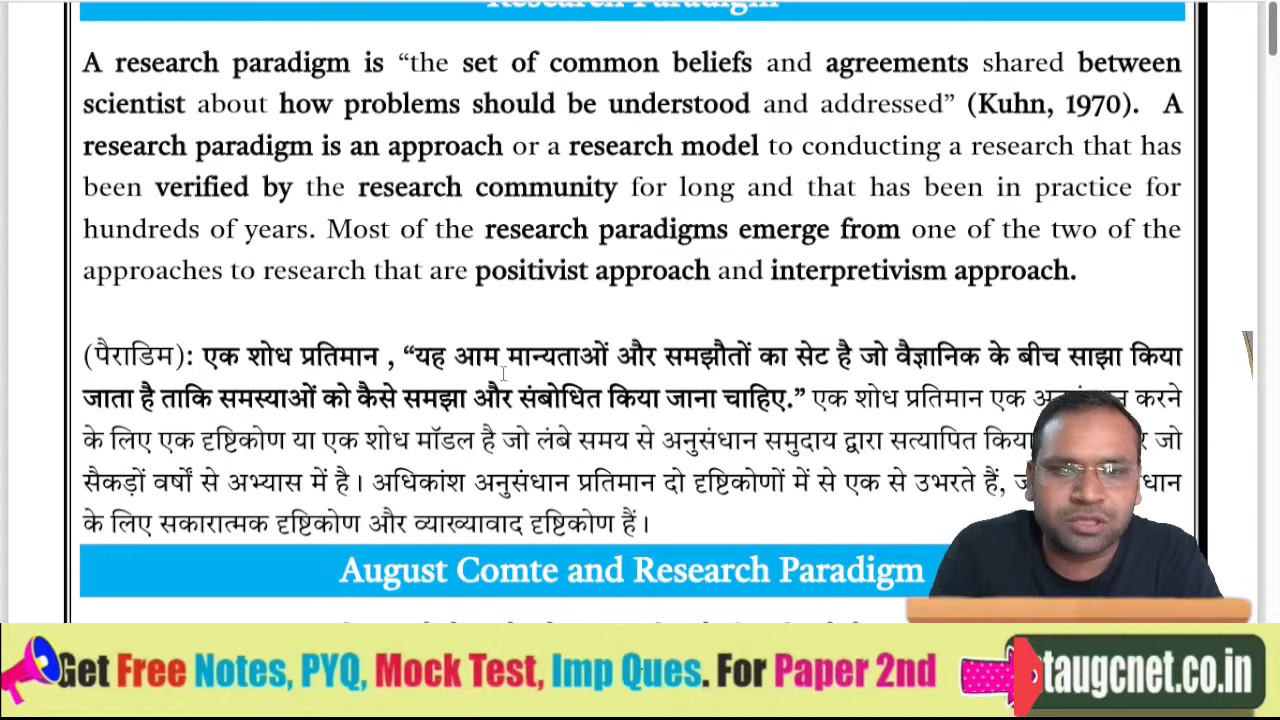 Research Paradigm
A research paradigm is “the set of common beliefs and agreements shared between
scientist about how problems should be understood and addressed” (Kuhn, 1970). A
research paradigm is an approach or a research model to conducting a research that has
been verified by the research community for long and that has been in practice for
hundreds of years. Most of the research paradigms emerge from one of the two of the
approaches to research that are positivist approach and interpretivism approach.
(पैराडिम): एक शोध प्रतिमान , “यह आम मान्यताओं और समझौतों का सेट है जो वैज्ञानिक के बीच साझा किया
जाता है ताकि समस्याओं को कैसे समझा और संबोधित किया जाना चाहिए.” एक शोध प्रतिमान एक करने
के लिए एक दृष्टिकोण या एक शोध मॉडल है जो लंबे समय से अनुसंधान समुदाय द्वारा सत्यापित जो
सैकड़ों वर्षों से अभ्यास में है। अधिकांश अनुसंधान प्रतिमान दो दृष्टिकोणों में से एक से उभरते हैं,
के लिए सकारात्मक दृष्टिकोण और व्याख्यावाद दृष्टिकोण हैं।
August Comte and Research Paradigm
Get Free Notes, PYQ, Mock Test, Imp Ques. For Paper 2nd
taugcnet.co.in